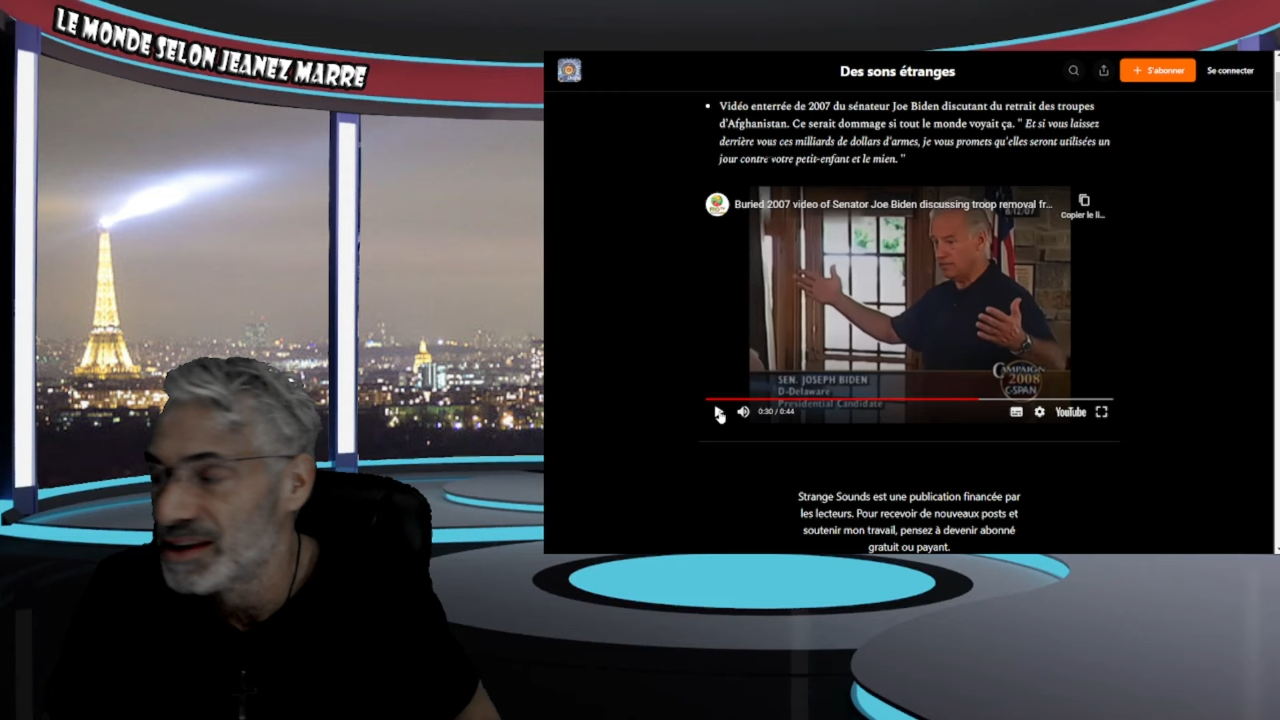 LE MONDE SELON JEANEZ MARRE
Des sons étranges
S'abonner
Se connecter
• Vidéo enterrée de 2007 du sénateur Joe Biden discutant du retrait des troupes
d'Afghanistan. Ce serait dommage si tout le monde voyait ça. " Et si vous laissez
derrière vous ces milliards de dollars d'armes, je vous promets qu'elles seront utilisées un
jour contre votre petit-enfant et le mien. "
Buried 2007 video of Senator Joe Biden discussing troop removal fr...
Copier le li...
8/12/07
SEN. JOSEPH BIDEN
D-Delaware
Presidential Candidate
CAMPAIGN
2008
C-SPAN
0:30 / 0:44
YouTube
Strange Sounds est une publication financée par
les lecteurs. Pour recevoir de nouveaux posts et
soutenir mon travail, pensez à devenir abonné
gratuit ou payant.